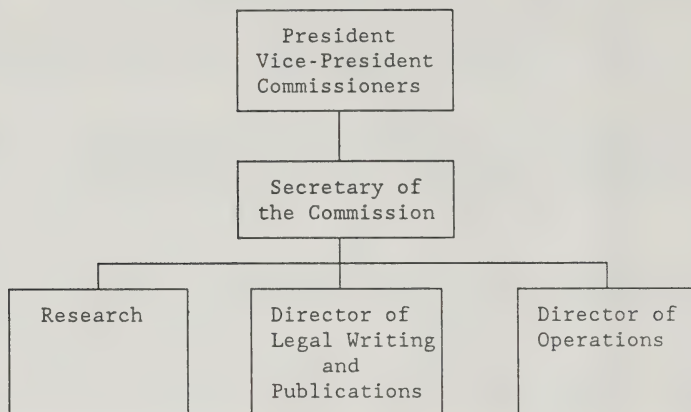 President
Vice-President
Commissioners
Secretary of
the Commission
Research
Director of
Legal Writing
and
Publications
Director of
Operations